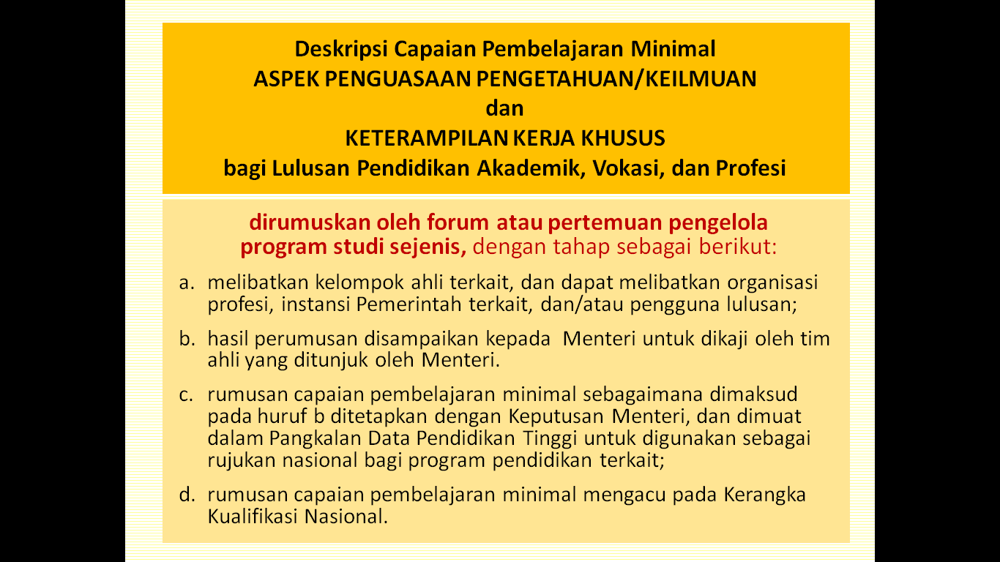 Deskripsi Capaian Pembelajaran Minimal
ASPEK PENGUASAAN PENGETAHUAN/KEILMUAN
dan
KETERAMPILAN KERJA KHUSUS
bagi Lulusan Pendidikan Akademik, Vokasi, dan Profesi
dirumuskan oleh forum atau pertemuan pengelola
program studi sejenis, dengan tahap sebagai berikut:
a. melibatkan kelompok ahli terkait, dan dapat melibatkan organisasi
profesi, instansi Pemerintah terkait, dan/atau pengguna lulusan;
b. hasil perumusan disampaikan kepada Menteri untuk dikaji oleh tim
ahli yang ditunjuk oleh Menteri.
c. rumusan capaian pembelajaran minimal sebagaimana dimaksud
pada huruf b ditetapkan dengan Keputusan Menteri, dan dimuat
dalam Pangkalan Data Pendidikan Tinggi untuk digunakan sebagai
rujukan nasional bagi program pendidikan terkait;
d. rumusan capaian pembelajaran minimal mengacu pada Kerangka
Kualifikasi Nasional.